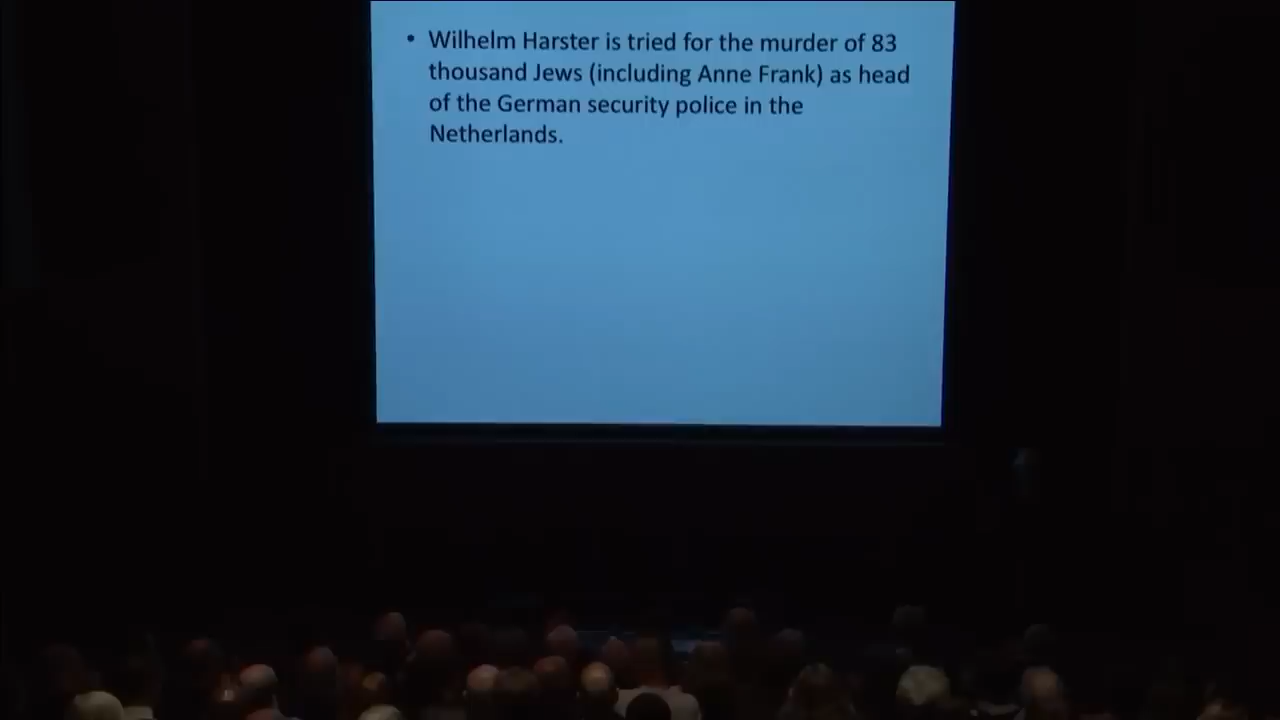 • Wilhelm Harster is tried for the murder of 83
thousand Jews (including Anne Frank) as head
of the German security police in the
Netherlands.